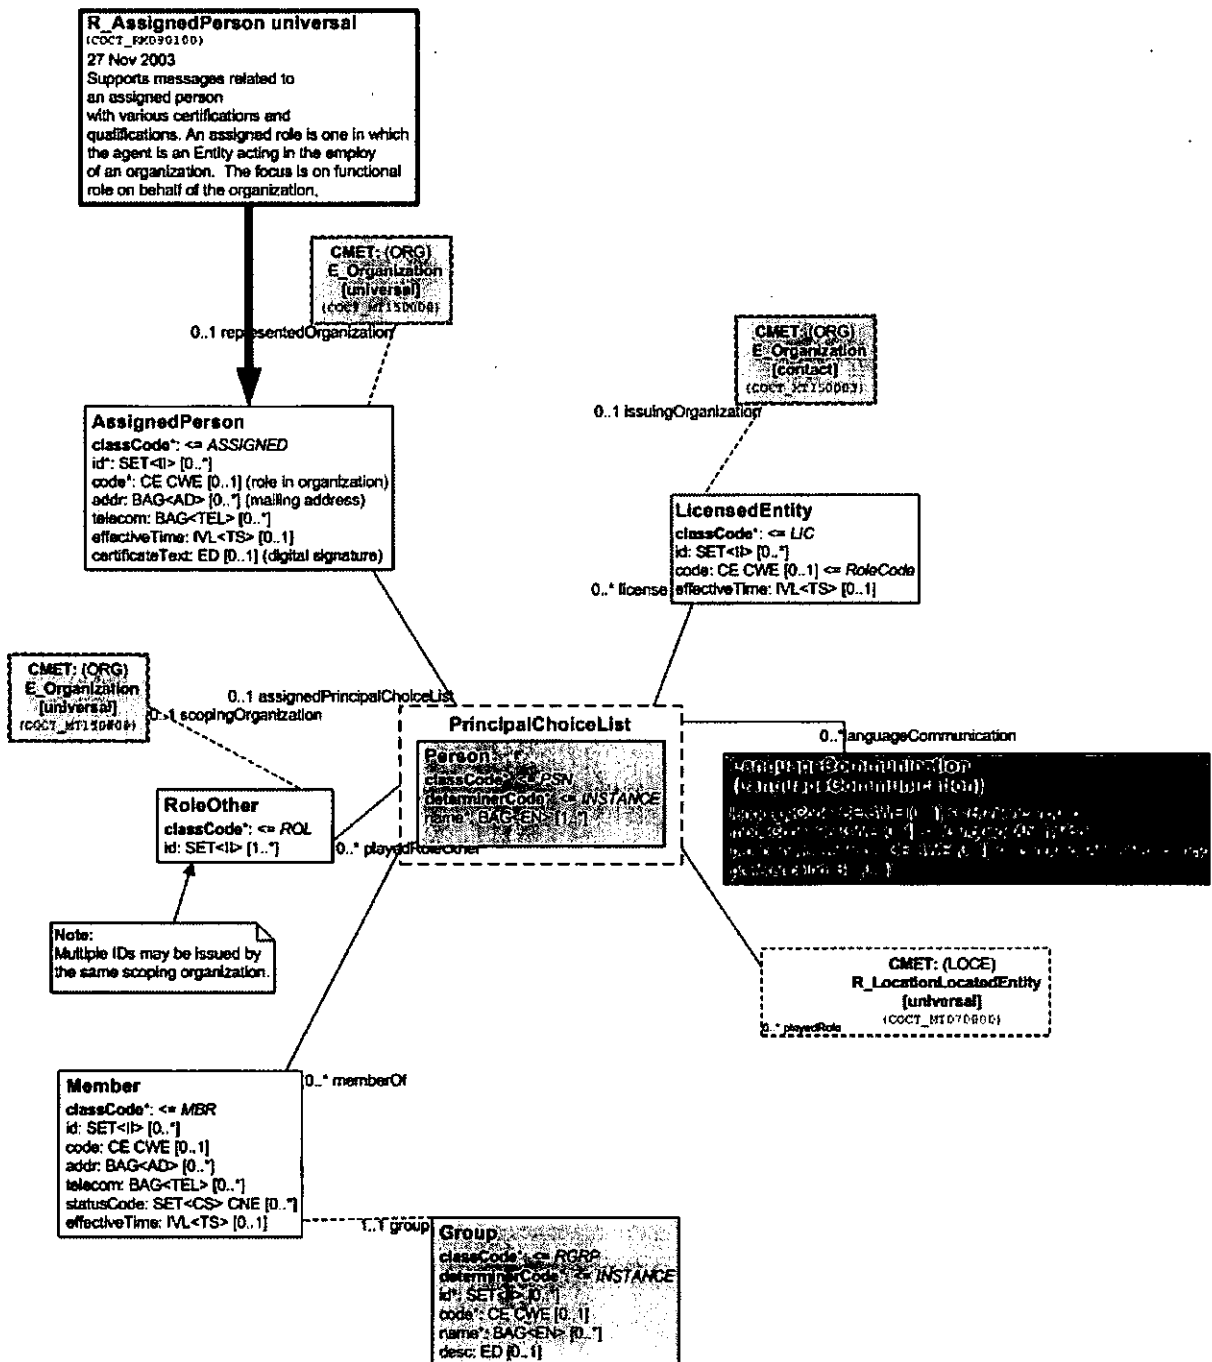 R_AssignedPerson universal
27 Nov 2003
Supports messages related to
an assigned person
with various certifications and
qualifications. An assigned role is one in which
the agent is an Entity acting in the employ
of an organization. The focus is on functional
role on behalf of the organization.
CMET: (ORG)
E_Organization
[universal]
0..1 representedOrganization
CMET: (ORG)
E_Organization
[contact]
0..1 issuingOrganization
AssignedPerson
classCode*: <= ASSIGNED
id*: SET<II> [0..*]
code*: CE CWE [0..1] (role in organization)
addr: BAG<AD> [0..*] (mailing address)
telecom: BAG<TEL> [0..*]
effectiveTime: IVL<TS> [0..1]
certificateText: ED [0..1] (digital signature)
LicensedEntity
classCode*: <= LIC
id: SET<II> [0..*]
code: CE CWE [0..1] <= RoleCode
effectiveTime: IVL<TS> [0..1]
0..* license
CMET: (ORG)
E_Organization
[universal]
0..1 scopingOrganization
0..1 assignedPrincipalChoiceList
PrincipalChoiceList
Person
classCode*: <= PSN
determinerCode*: <= INSTANCE
name*: BAG<EN> [1..*]
0..* languageCommunication
LanguageCommunication
(LanguageCommunication)
RoleOther
classCode*: <= ROL
id: SET<II> [1..*]
0..* playedRoleOther
Note:
Multiple IDs may be issued by
the same scoping organization.
CMET: (LOCE)
R_LocationLocatedEntity
[universal]
0..* playedRole
Member
classCode*: <= MBR
id: SET<II> [0..*]
code: CE CWE [0..1]
addr: BAG<AD> [0..*]
telecom: BAG<TEL> [0..*]
statusCode: SET<CS> CNE [0..*]
effectiveTime: IVL<TS> [0..1]
0..* memberOf
1..1 group
Group
classCode*: <= RGRP
determinerCode*: <= INSTANCE
id*: SET<II> [0..*]
code*: CE CWE [0..1]
name*: BAG<EN> [0..*]
desc: ED [0..1]